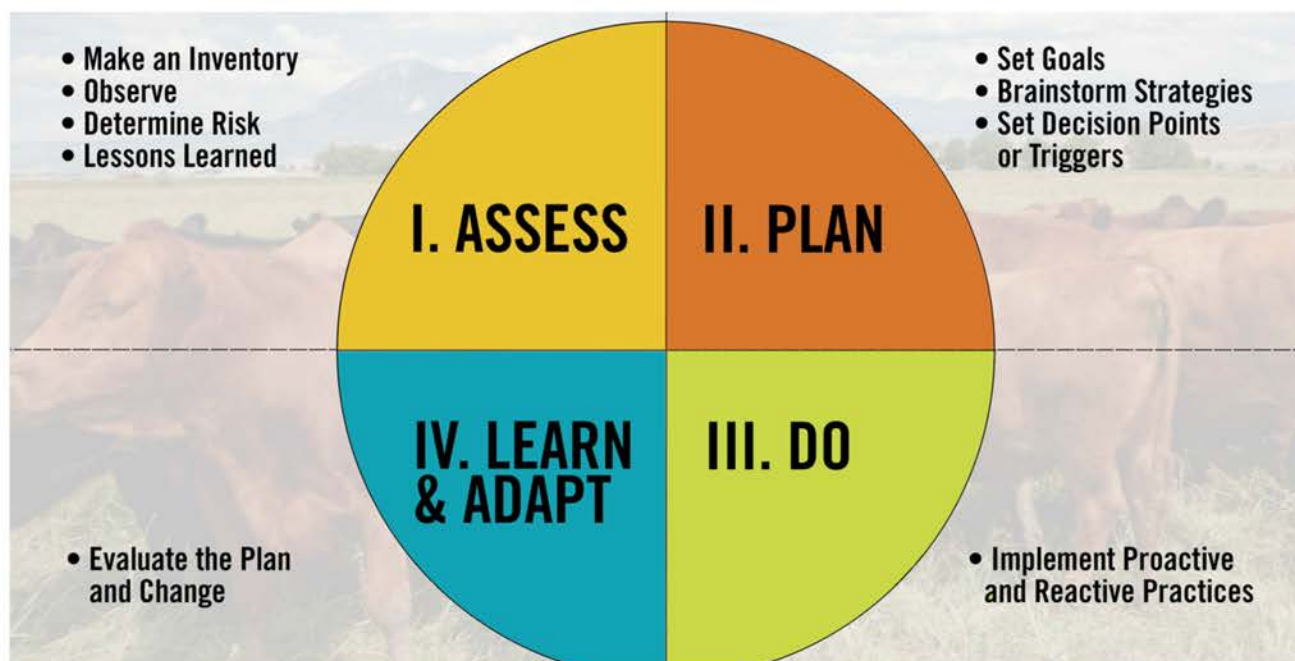 • Make an Inventory
• Observe
• Determine Risk
• Lessons Learned
• Set Goals
• Brainstorm Strategies
• Set Decision Points
or Triggers
I. ASSESS
II. PLAN
IV. LEARN
& ADAPT
III. DO
• Evaluate the Plan
and Change
• Implement Proactive
and Reactive Practices